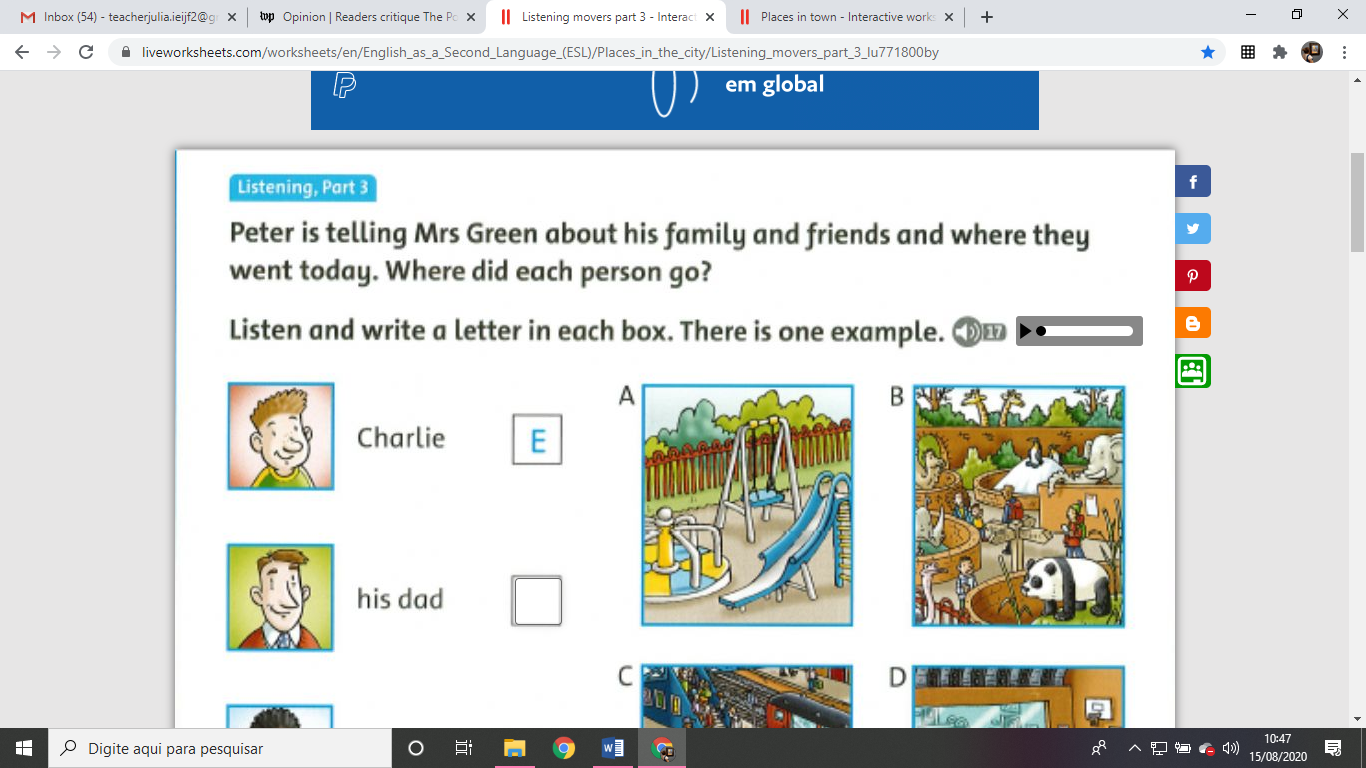 Inbox (54) - teacherjulia.ieijf2@gr
Opinion | Readers critique The Po
Listening movers part 3 - Interact
Places in town - Interactive works
liveworksheets.com/worksheets/en/English_as_a_Second_Language_(ESL)/Places_in_the_city/Listening_movers_part_3_lu771800by
em global
Listening, Part 3
Peter is telling Mrs Green about his family and friends and where they
went today. Where did each person go?
Listen and write a letter in each box. There is one example.
17
Charlie
E
A
B
his dad
C
D
Digite aqui para pesquisar
10:47
15/08/2020